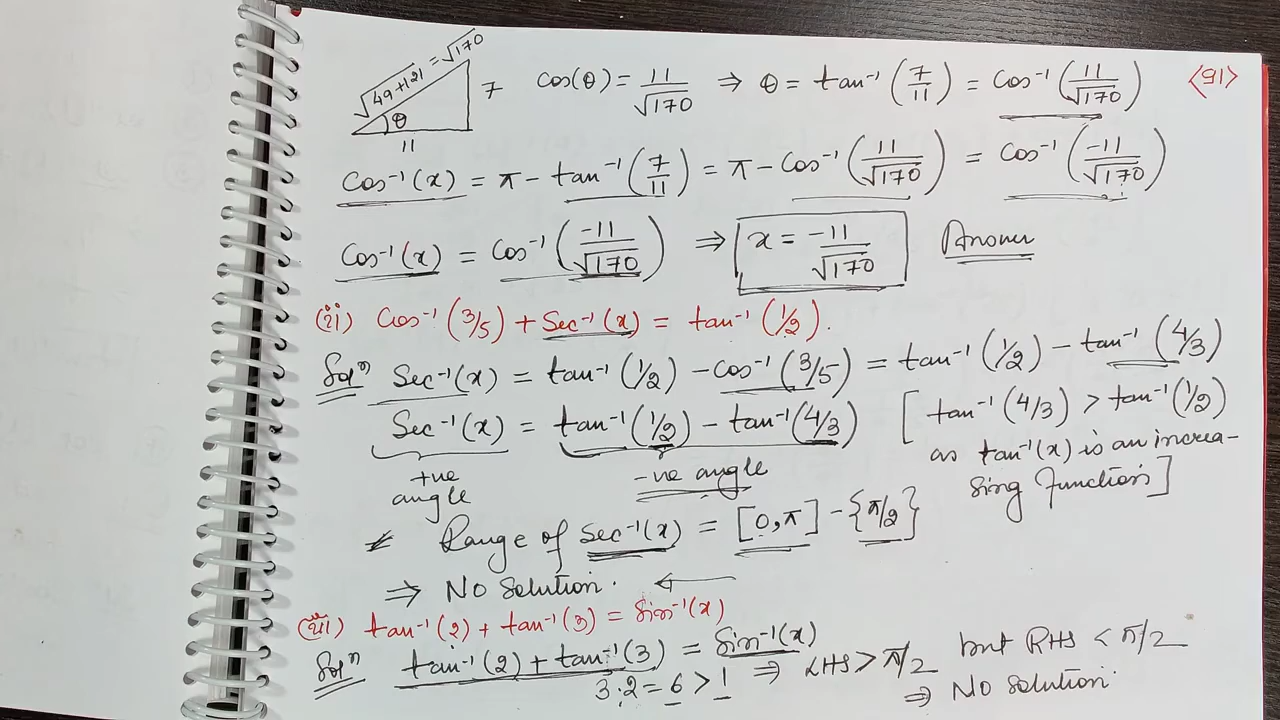 √49+121 = √170
7
θ
11
cos(θ) = 11/√170 ⇒ θ = tan⁻¹(7/11) = cos⁻¹(11/√170)
<91>
cos⁻¹(x) = π - tan⁻¹(7/11) = π - cos⁻¹(11/√170) = cos⁻¹(-11/√170)
cos⁻¹(x) = cos⁻¹(-11/√170) ⇒ x = -11/√170 Answer
(ii) cos⁻¹(3/5) + Sec⁻¹(x) = tan⁻¹(1/2).
Solⁿ Sec⁻¹(x) = tan⁻¹(1/2) - cos⁻¹(3/5) = tan⁻¹(1/2) - tan⁻¹(4/3)
Sec⁻¹(x) = tan⁻¹(1/2) - tan⁻¹(4/3)
[tan⁻¹(4/3) > tan⁻¹(1/2)
as tan⁻¹(x) is an increa-
sing function]
+ve
angle
-ve angle
* Range of sec⁻¹(x) = [0,π] - {π/2}
⇒ No solution. ←
(iii) tan⁻¹(2) + tan⁻¹(3) = sin⁻¹(x)
Solⁿ tan⁻¹(2) + tan⁻¹(3) = sin⁻¹(x)
3.2 = 6 > 1 ⇒ LHS > π/2 but RHS < π/2
⇒ No solution.